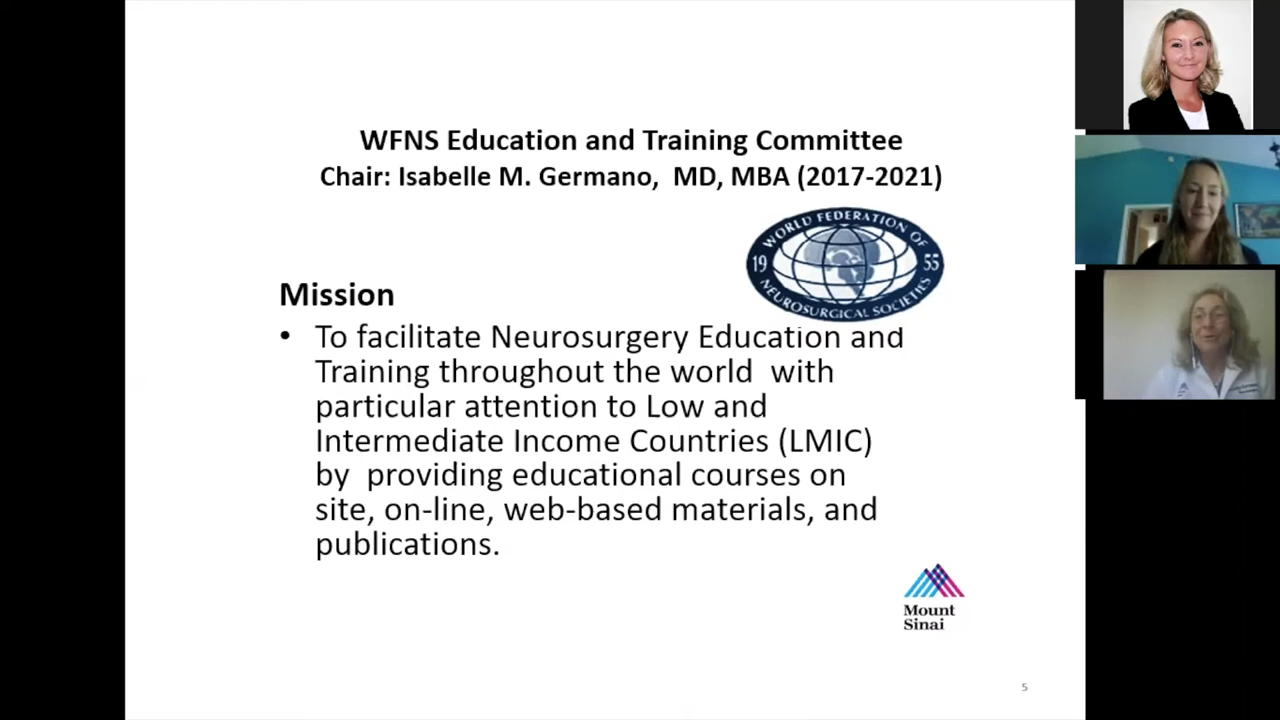 WFNS Education and Training Committee
Chair: Isabelle M. Germano, MD, MBA (2017-2021)
WORLD FEDERATION OF
19 55
NEUROSURGICAL SOCIETIES
Mission
• To facilitate Neurosurgery Education and
Training throughout the world with
particular attention to Low and
Intermediate Income Countries (LMIC)
by providing educational courses on
site, on-line, web-based materials, and
publications.
Mount
Sinai
5